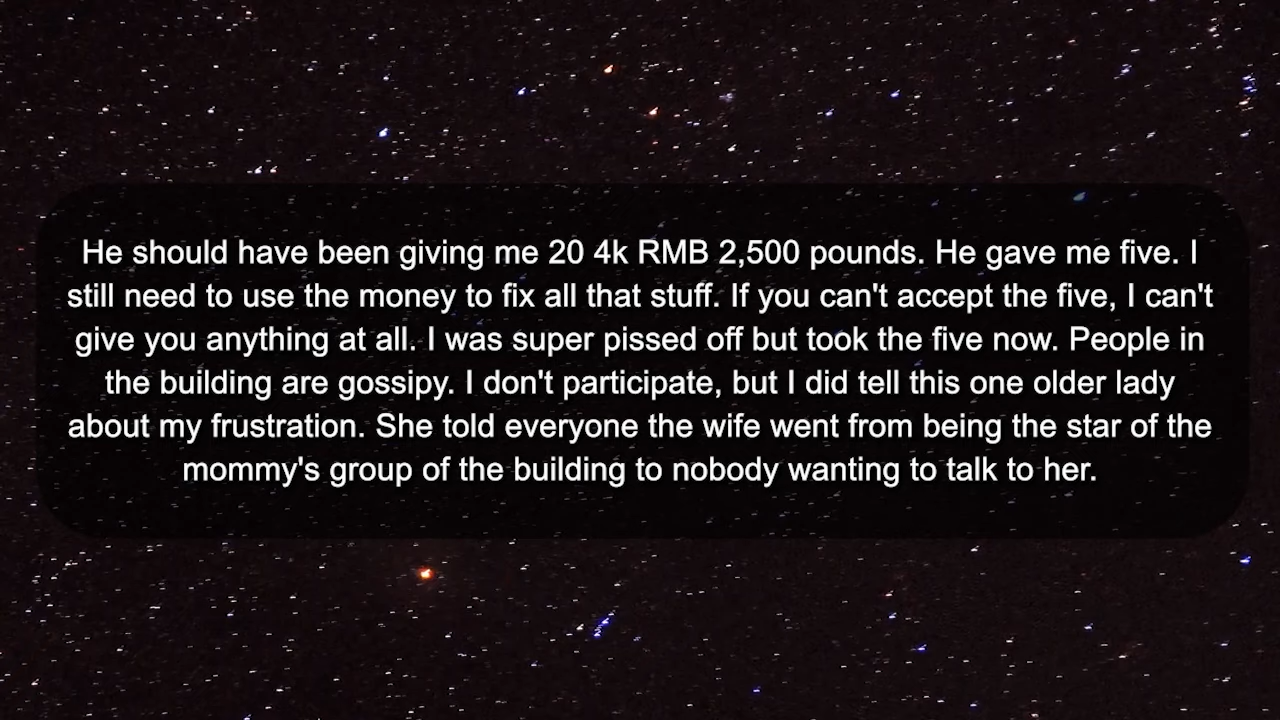 He should have been giving me 20 4k RMB 2,500 pounds. He gave me five. I
still need to use the money to fix all that stuff. If you can't accept the five, I can't
give you anything at all. I was super pissed off but took the five now. People in
the building are gossipy. I don't participate, but I did tell this one older lady
about my frustration. She told everyone the wife went from being the star of the
mommy's group of the building to nobody wanting to talk to her.